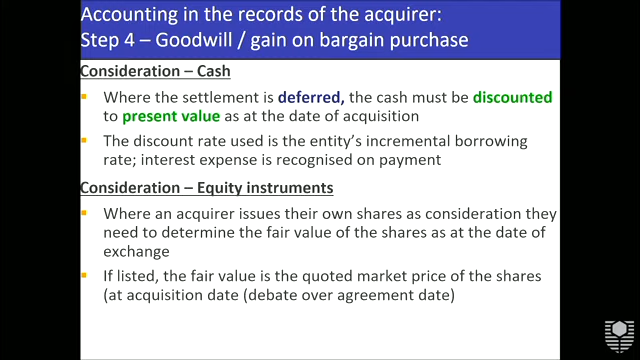 Accounting in the records of the acquirer:
Step 4 – Goodwill / gain on bargain purchase
Consideration – Cash
Where the settlement is deferred, the cash must be discounted
to present value as at the date of acquisition
The discount rate used is the entity's incremental borrowing
rate; interest expense is recognised on payment
Consideration – Equity instruments
Where an acquirer issues their own shares as consideration they
need to determine the fair value of the shares as at the date of
exchange
If listed, the fair value is the quoted market price of the shares
(at acquisition date (debate over agreement date)